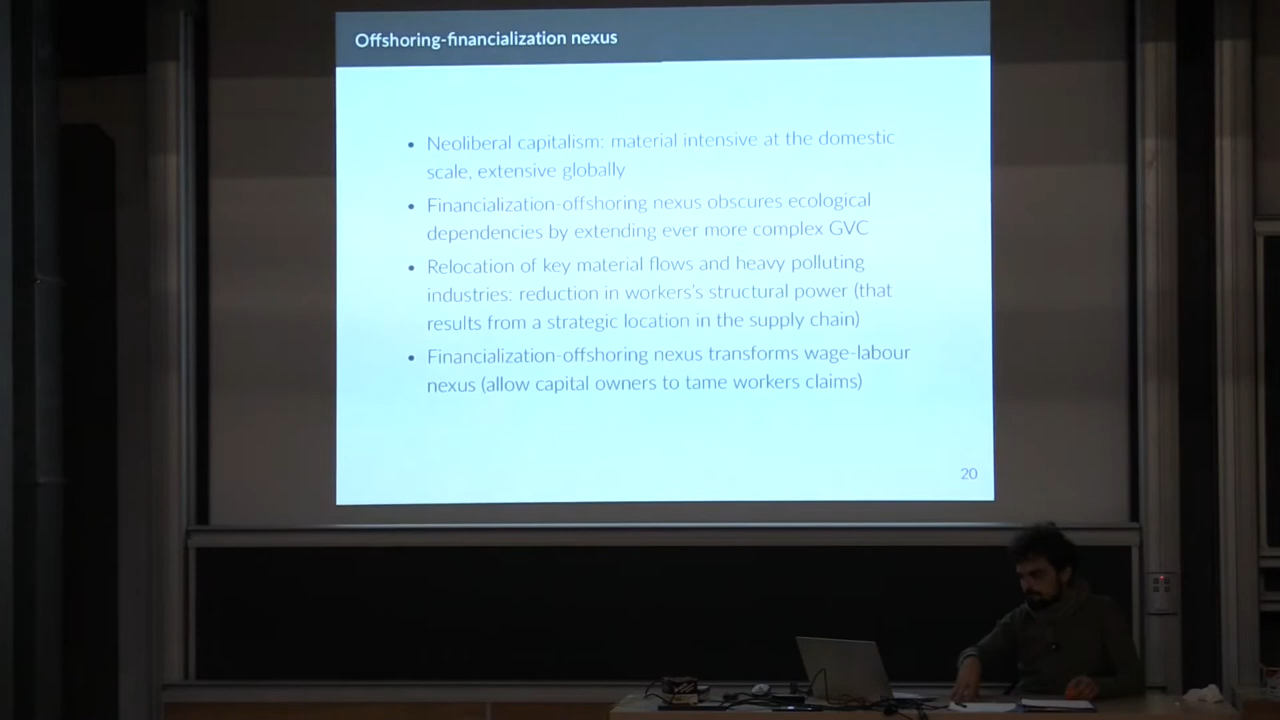 Offshoring-financialization nexus
• Neoliberal capitalism: material intensive at the domestic
scale, extensive globally
• Financialization-offshoring nexus obscures ecological
dependencies by extending ever more complex GVC
• Relocation of key material flows and heavy polluting
industries: reduction in workers's structural power (that
results from a strategic location in the supply chain)
• Financialization-offshoring nexus transforms wage-labour
nexus (allow capital owners to tame workers claims)
20